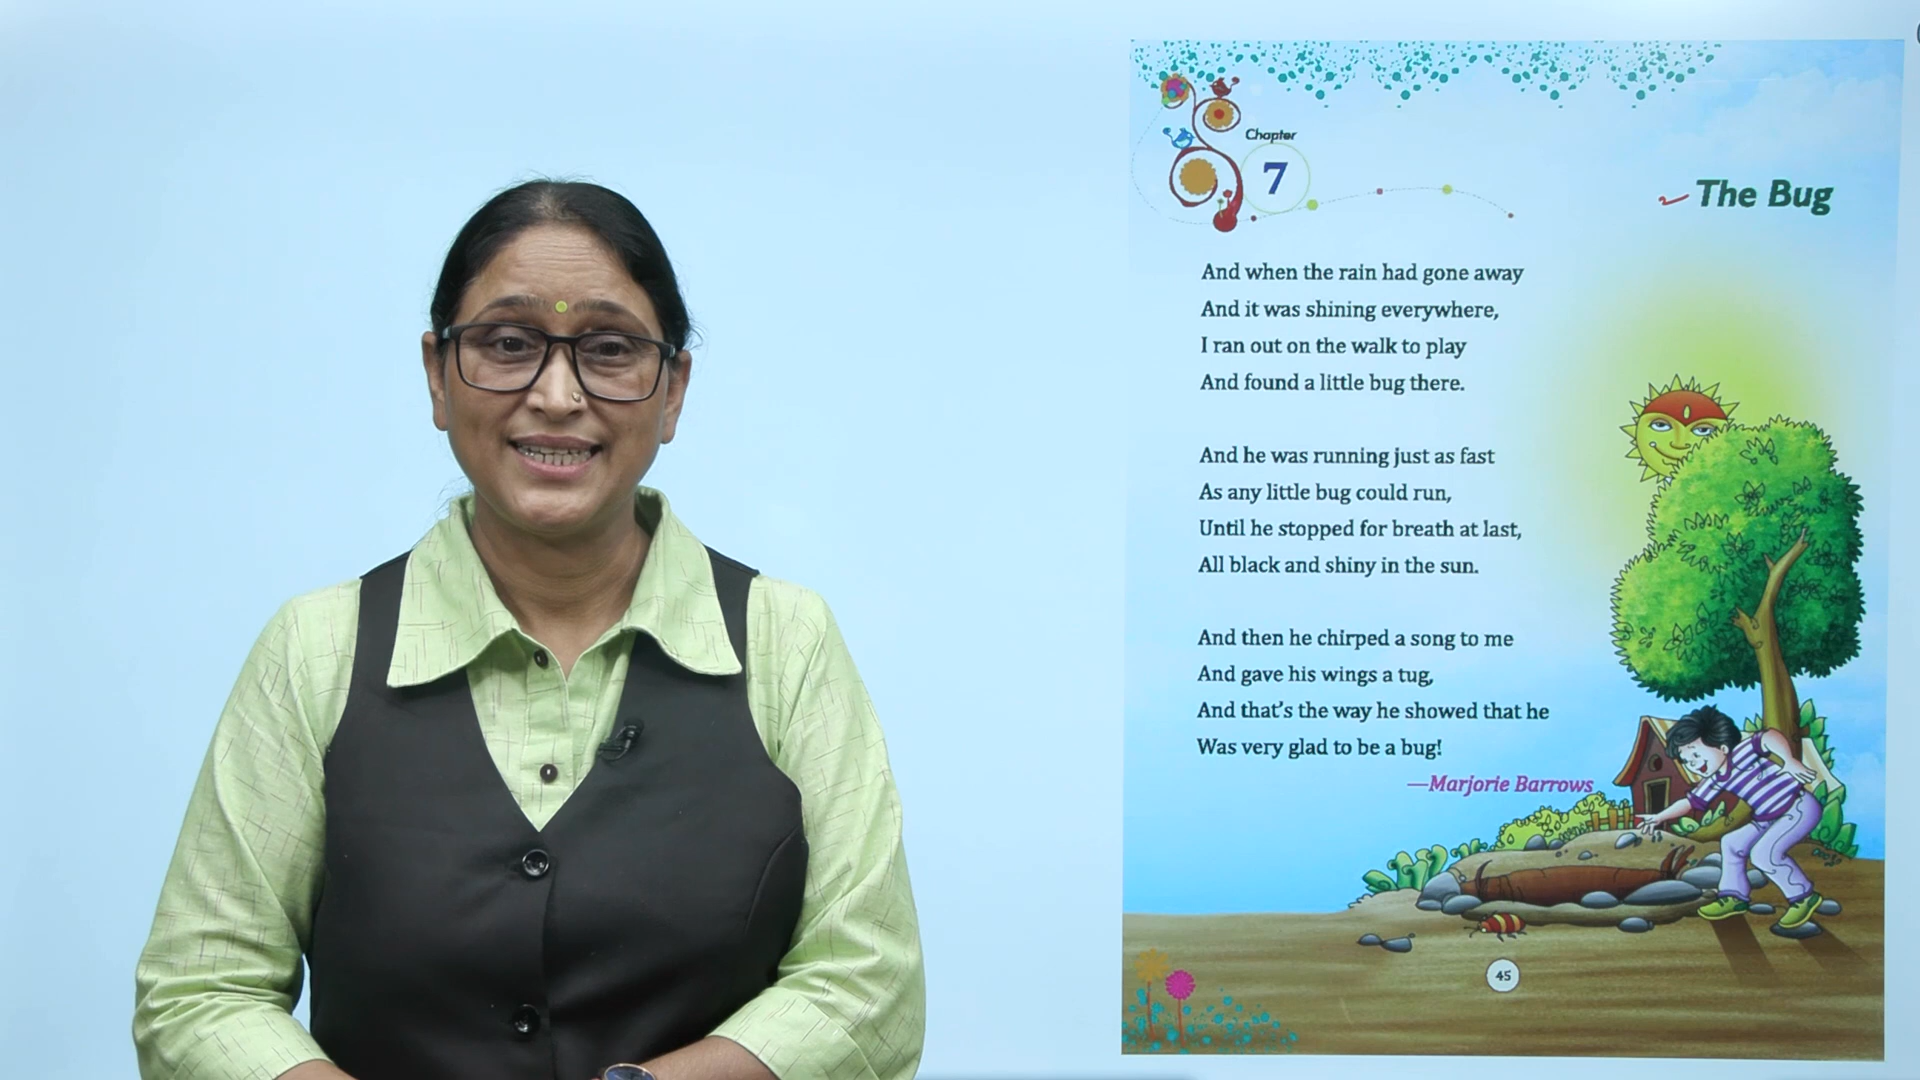 Chapter
7
The Bug
And when the rain had gone away
And it was shining everywhere,
I ran out on the walk to play
And found a little bug there.
And he was running just as fast
As any little bug could run,
Until he stopped for breath at last,
All black and shiny in the sun.
And then he chirped a song to me
And gave his wings a tug,
And that's the way he showed that he
Was very glad to be a bug!
—Marjorie Barrows
45